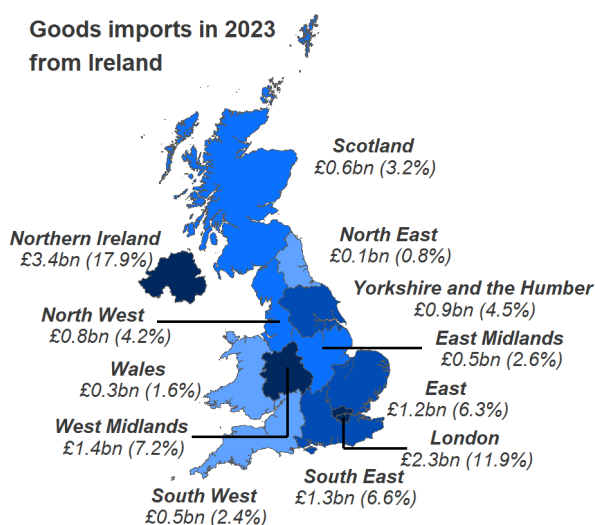 Goods imports in 2023
from Ireland
Scotland
£0.6bn (3.2%)
Northern Ireland
£3.4bn (17.9%)
North East
£0.1bn (0.8%)
Yorkshire and the Humber
£0.9bn (4.5%)
North West
£0.8bn (4.2%)
East Midlands
£0.5bn (2.6%)
Wales
£0.3bn (1.6%)
East
£1.2bn (6.3%)
West Midlands
£1.4bn (7.2%)
London
£2.3bn (11.9%)
South East
£1.3bn (6.6%)
South West
£0.5bn (2.4%)